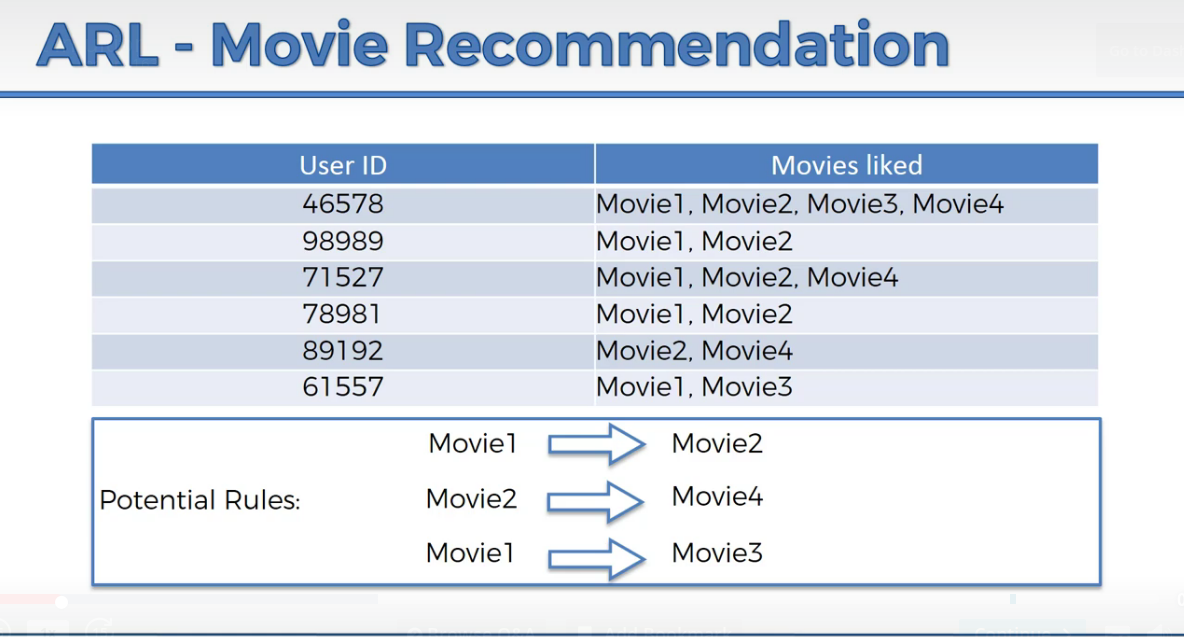 ARL - Movie Recommendation
User ID Movies liked
46578 Movie1, Movie2, Movie3, Movie4
98989 Movie1, Movie2
71527 Movie1, Movie2, Movie4
78981 Movie1, Movie2
89192 Movie2, Movie4
61557 Movie1, Movie3
Movie1 Movie2
Potential Rules: Movie2 Movie4
Movie1 Movie3